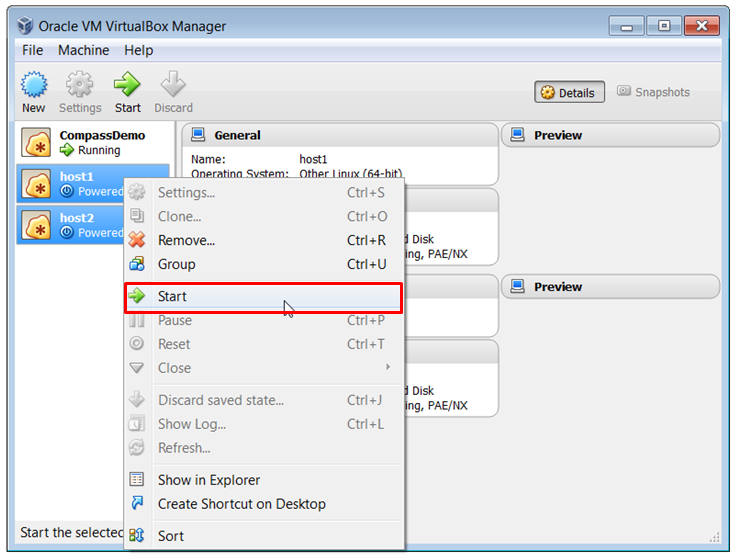 Oracle VM VirtualBox Manager
File Machine Help
New Settings Start Discard
Details Snapshots
CompassDemo
Running
host1
Powered
host2
Powered
General
Name: host1
Operating System: Other Linux (64-bit)
Disk
ing, PAE/NX
Disk
ing, PAE/NX
Preview
Preview
Settings... Ctrl+S
Clone... Ctrl+O
Remove... Ctrl+R
Group Ctrl+U
Start
Pause Ctrl+P
Reset Ctrl+T
Close
Discard saved state... Ctrl+J
Show Log... Ctrl+L
Refresh...
Show in Explorer
Create Shortcut on Desktop
Sort
Start the selected